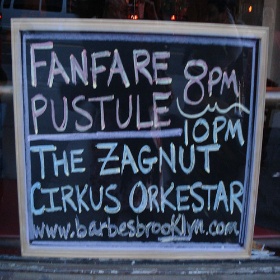 FANFARE 8PM
PUSTULE
10PM
THE ZAGNUT
CIRKUS ORKESTAR
www.barbesbrooklyn.com